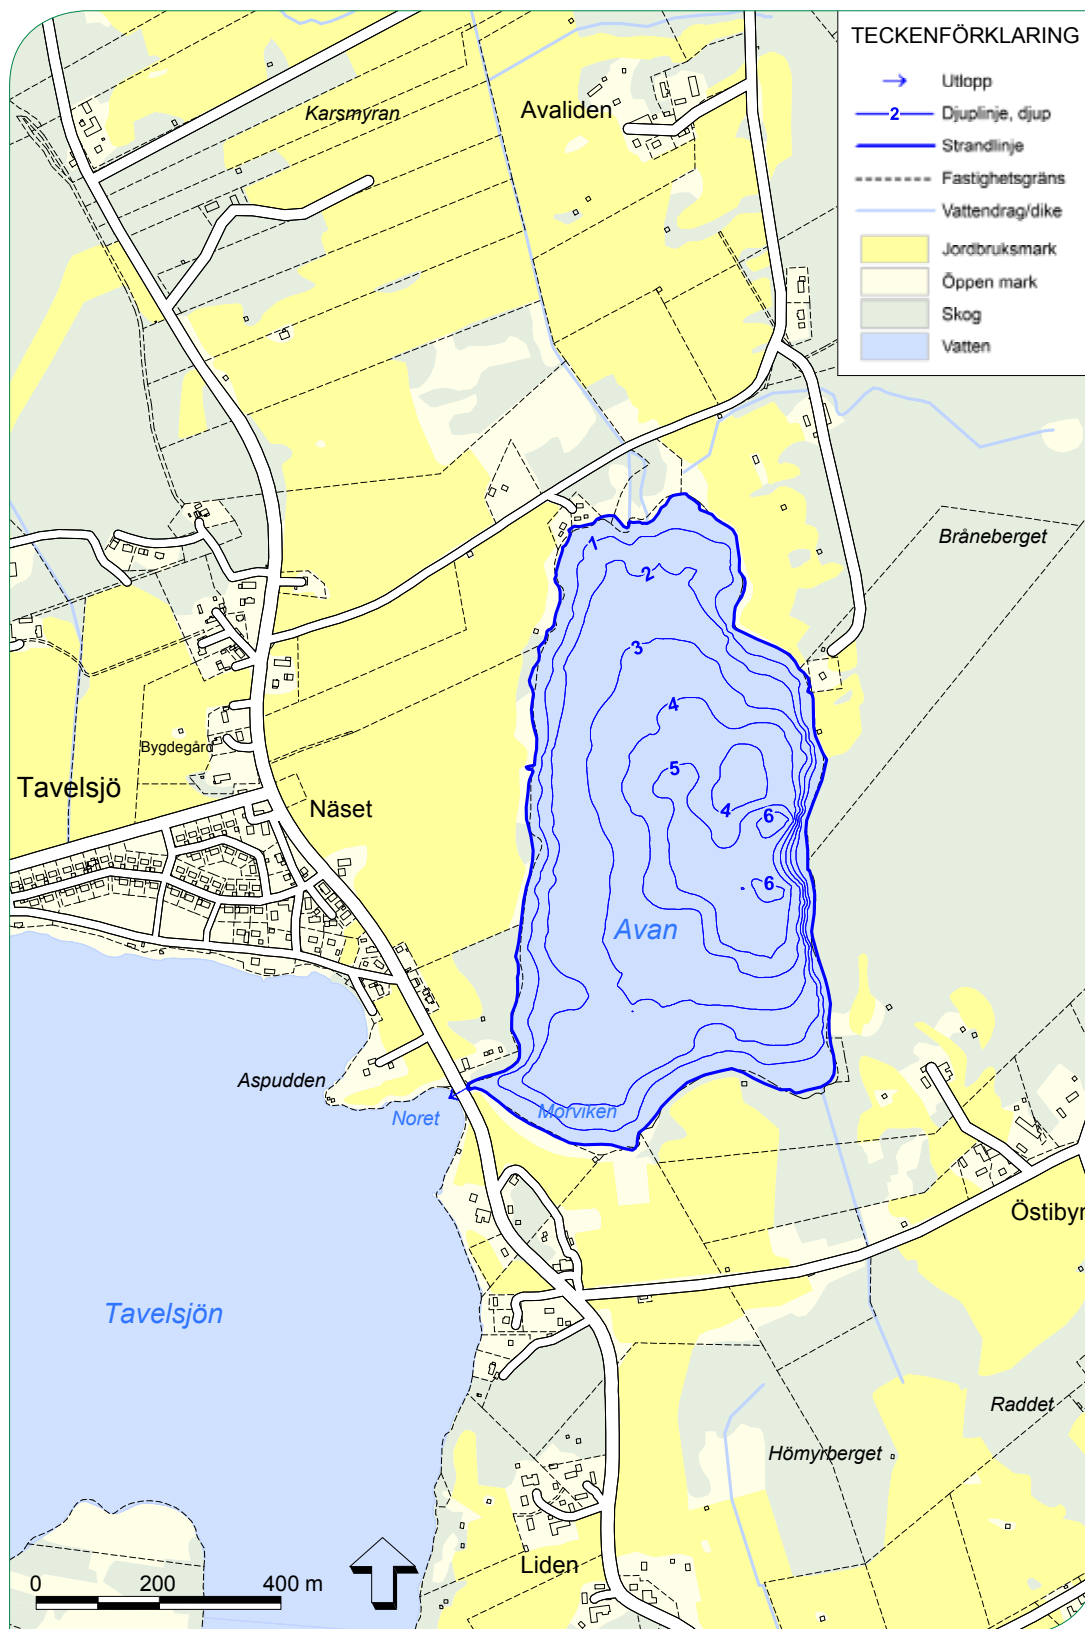 TECKENFÖRKLARING
Utlopp
2 Djuplinje, djup
Strandlinje
Fastighetsgräns
Vattendrag/dike
Jordbruksmark
Öppen mark
Skog
Vatten
Karsmyran
Avaliden
Bråneberget
1
2
3
4
5
4
6
6
Bygdegård
Tavelsjö
Näset
Avan
Aspudden
Noret
Morviken
Östibyn
Tavelsjön
Raddet
Hömyrberget
Liden
0 200 400 m